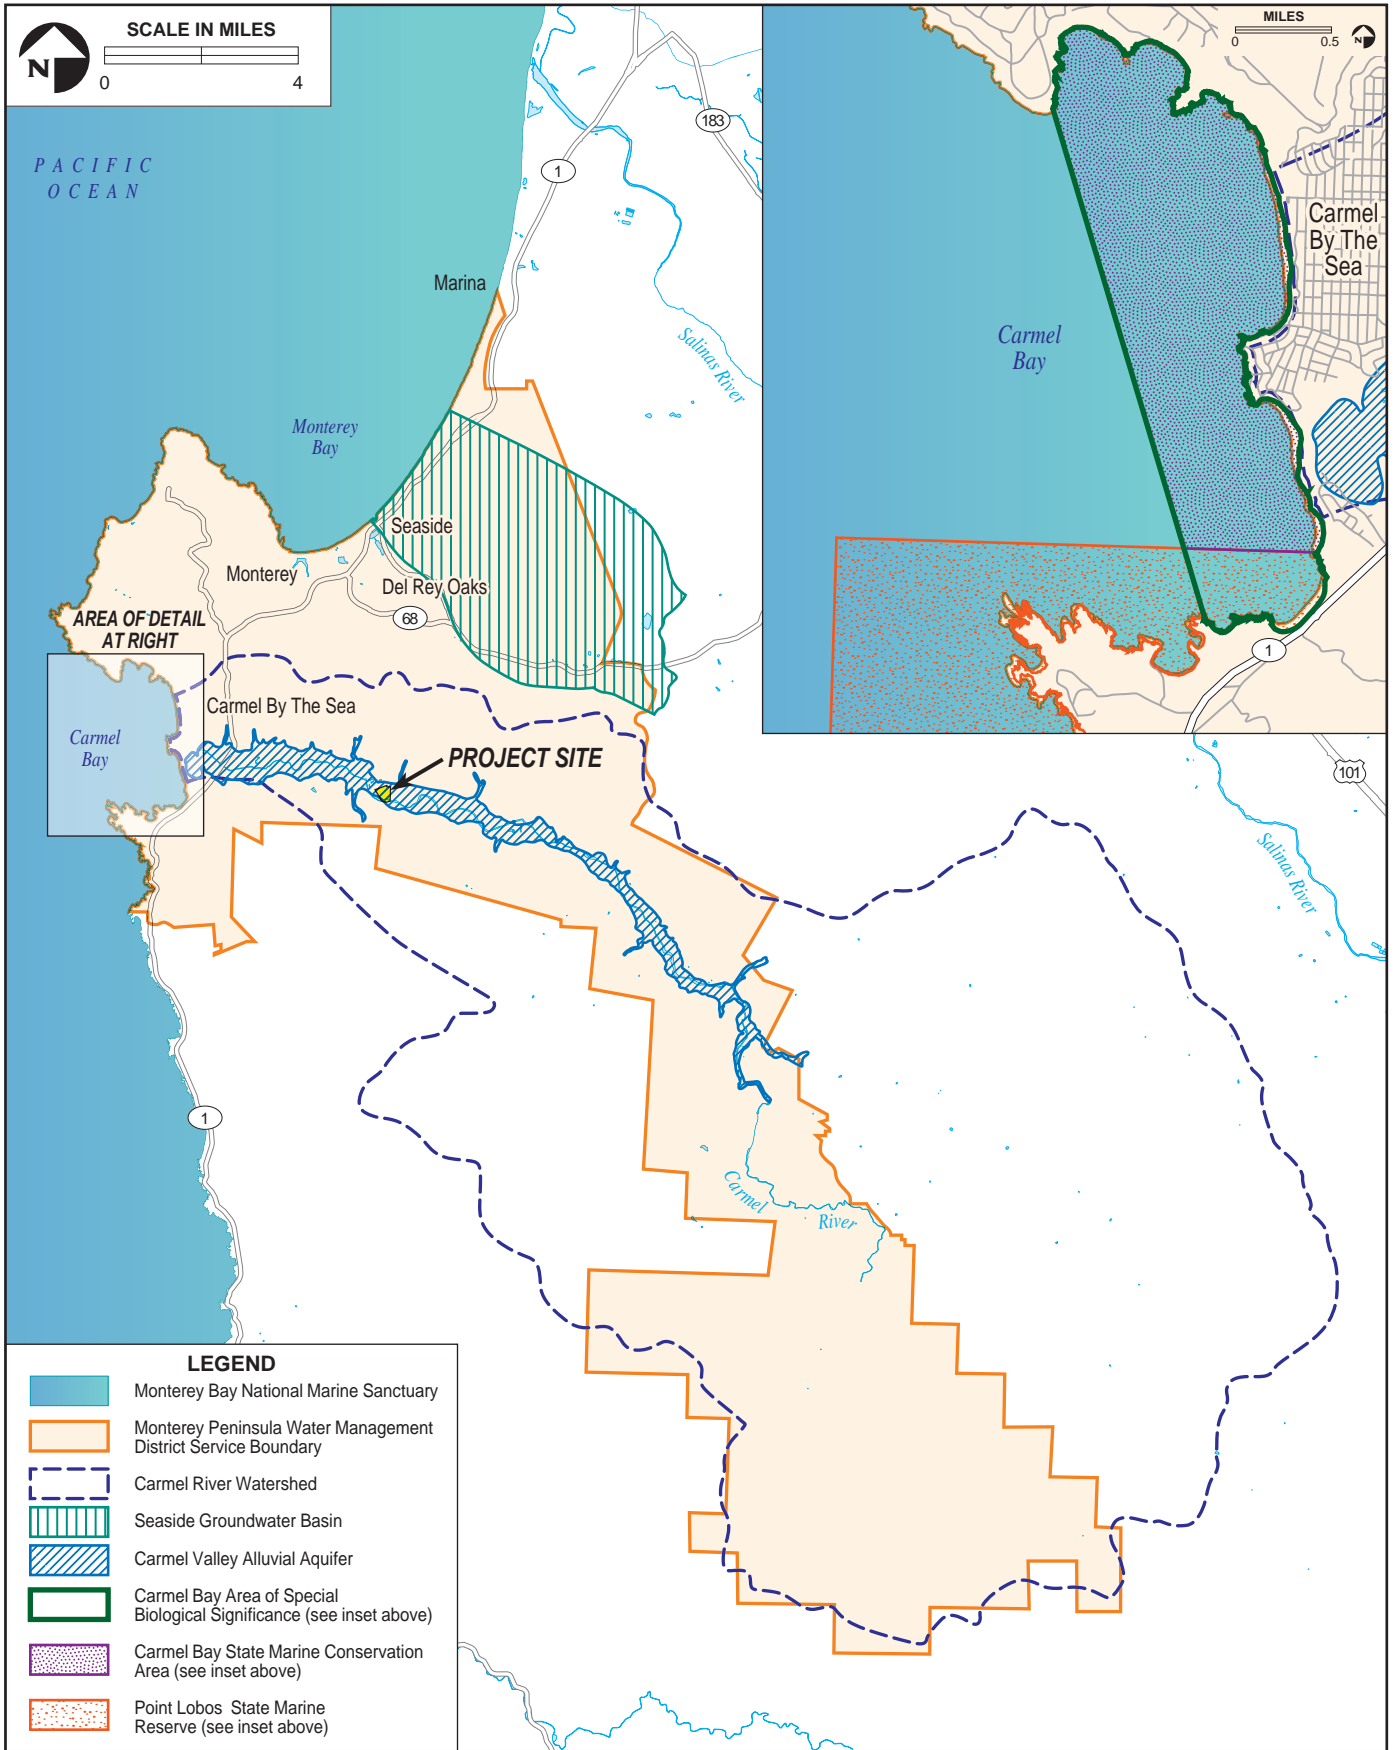 SCALE IN MILES
N
0 4
PACIFIC
OCEAN
183
1
Marina
Salinas River
Monterey
Bay
Seaside
Monterey
Del Rey Oaks
68
AREA OF DETAIL
AT RIGHT
Carmel By The Sea
Carmel
Bay
PROJECT SITE
MILES
0 0.5
N
Carmel
By The
Sea
Carmel
Bay
1
101
Salinas River
1
Carmel
River
LEGEND
Monterey Bay National Marine Sanctuary
Monterey Peninsula Water Management
District Service Boundary
Carmel River Watershed
Seaside Groundwater Basin
Carmel Valley Alluvial Aquifer
Carmel Bay Area of Special
Biological Significance (see inset above)
Carmel Bay State Marine Conservation
Area (see inset above)
Point Lobos State Marine
Reserve (see inset above)